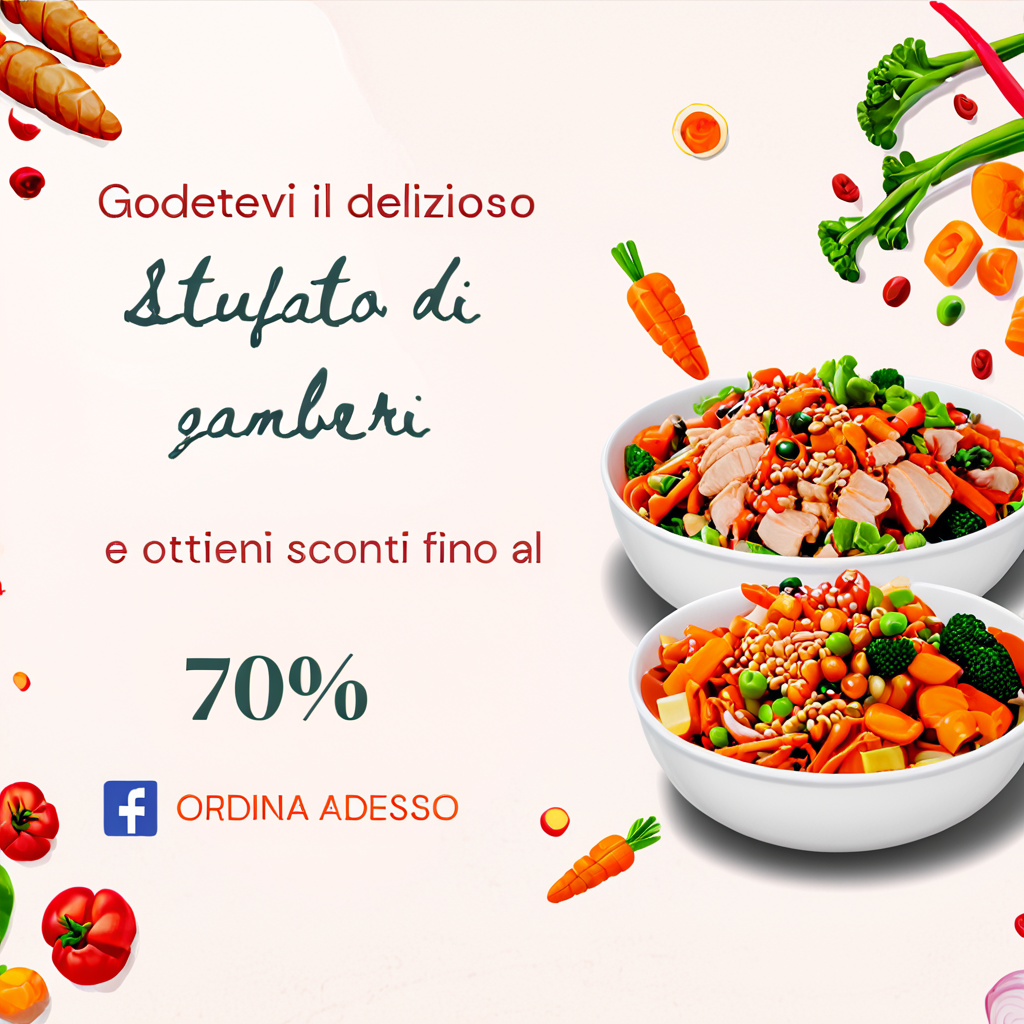 Godetevi il delizioso
Stufato di
gamberi
e ottieni sconti fino al
70%
f ORDINA ADESSO